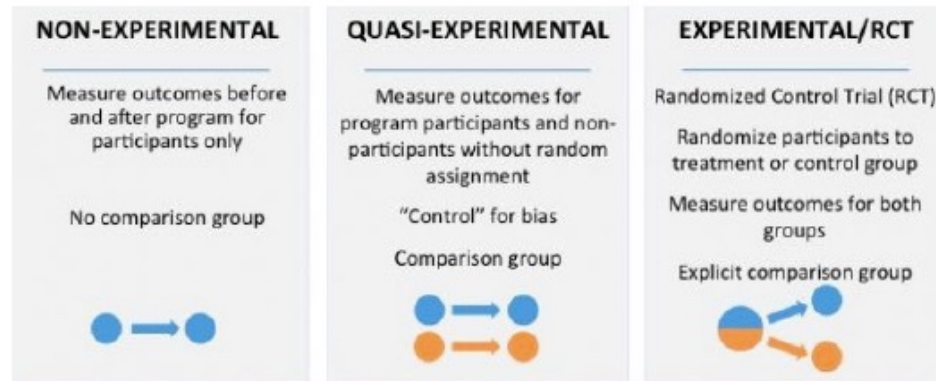 NON-EXPERIMENTAL
Measure outcomes before
and after program for
participants only
No comparison group
QUASI-EXPERIMENTAL
Measure outcomes for
program participants and non-
participants without random
assignment
“Control” for bias
Comparison group
EXPERIMENTAL/RCT
Randomized Control Trial (RCT)
Randomize participants to
treatment or control group
Measure outcomes for both
groups
Explicit comparison group